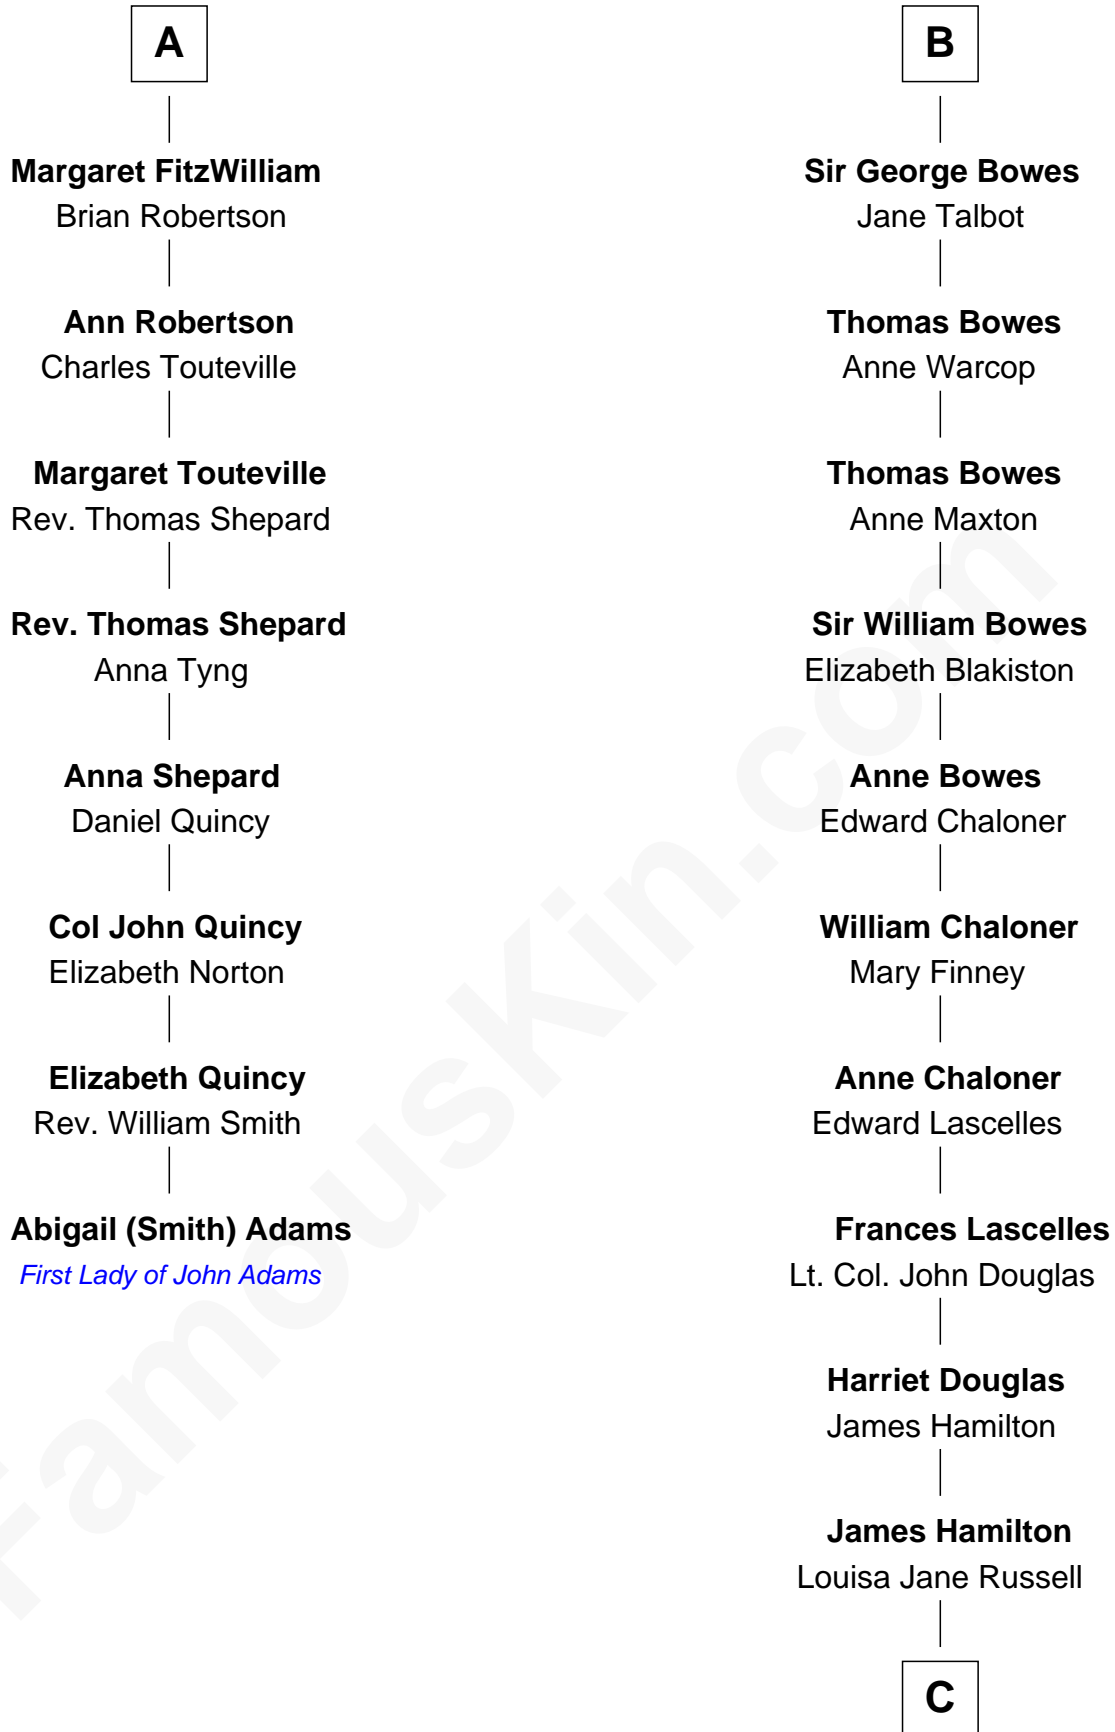 A
Margaret FitzWilliam
Brian Robertson
Ann Robertson
Charles Touteville
Margaret Touteville
Rev. Thomas Shepard
Rev. Thomas Shepard
Anna Tyng
Anna Shepard
Daniel Quincy
Col John Quincy
Elizabeth Norton
Elizabeth Quincy
Rev. William Smith
Abigail (Smith) Adams
First Lady of John Adams
B
Sir George Bowes
Jane Talbot
Thomas Bowes
Anne Warcop
Thomas Bowes
Anne Maxton
Sir William Bowes
Elizabeth Blakiston
Anne Bowes
Edward Chaloner
William Chaloner
Mary Finney
Anne Chaloner
Edward Lascelles
Frances Lascelles
Lt. Col. John Douglas
Harriet Douglas
James Hamilton
James Hamilton
Louisa Jane Russell
C
FamousKin.com